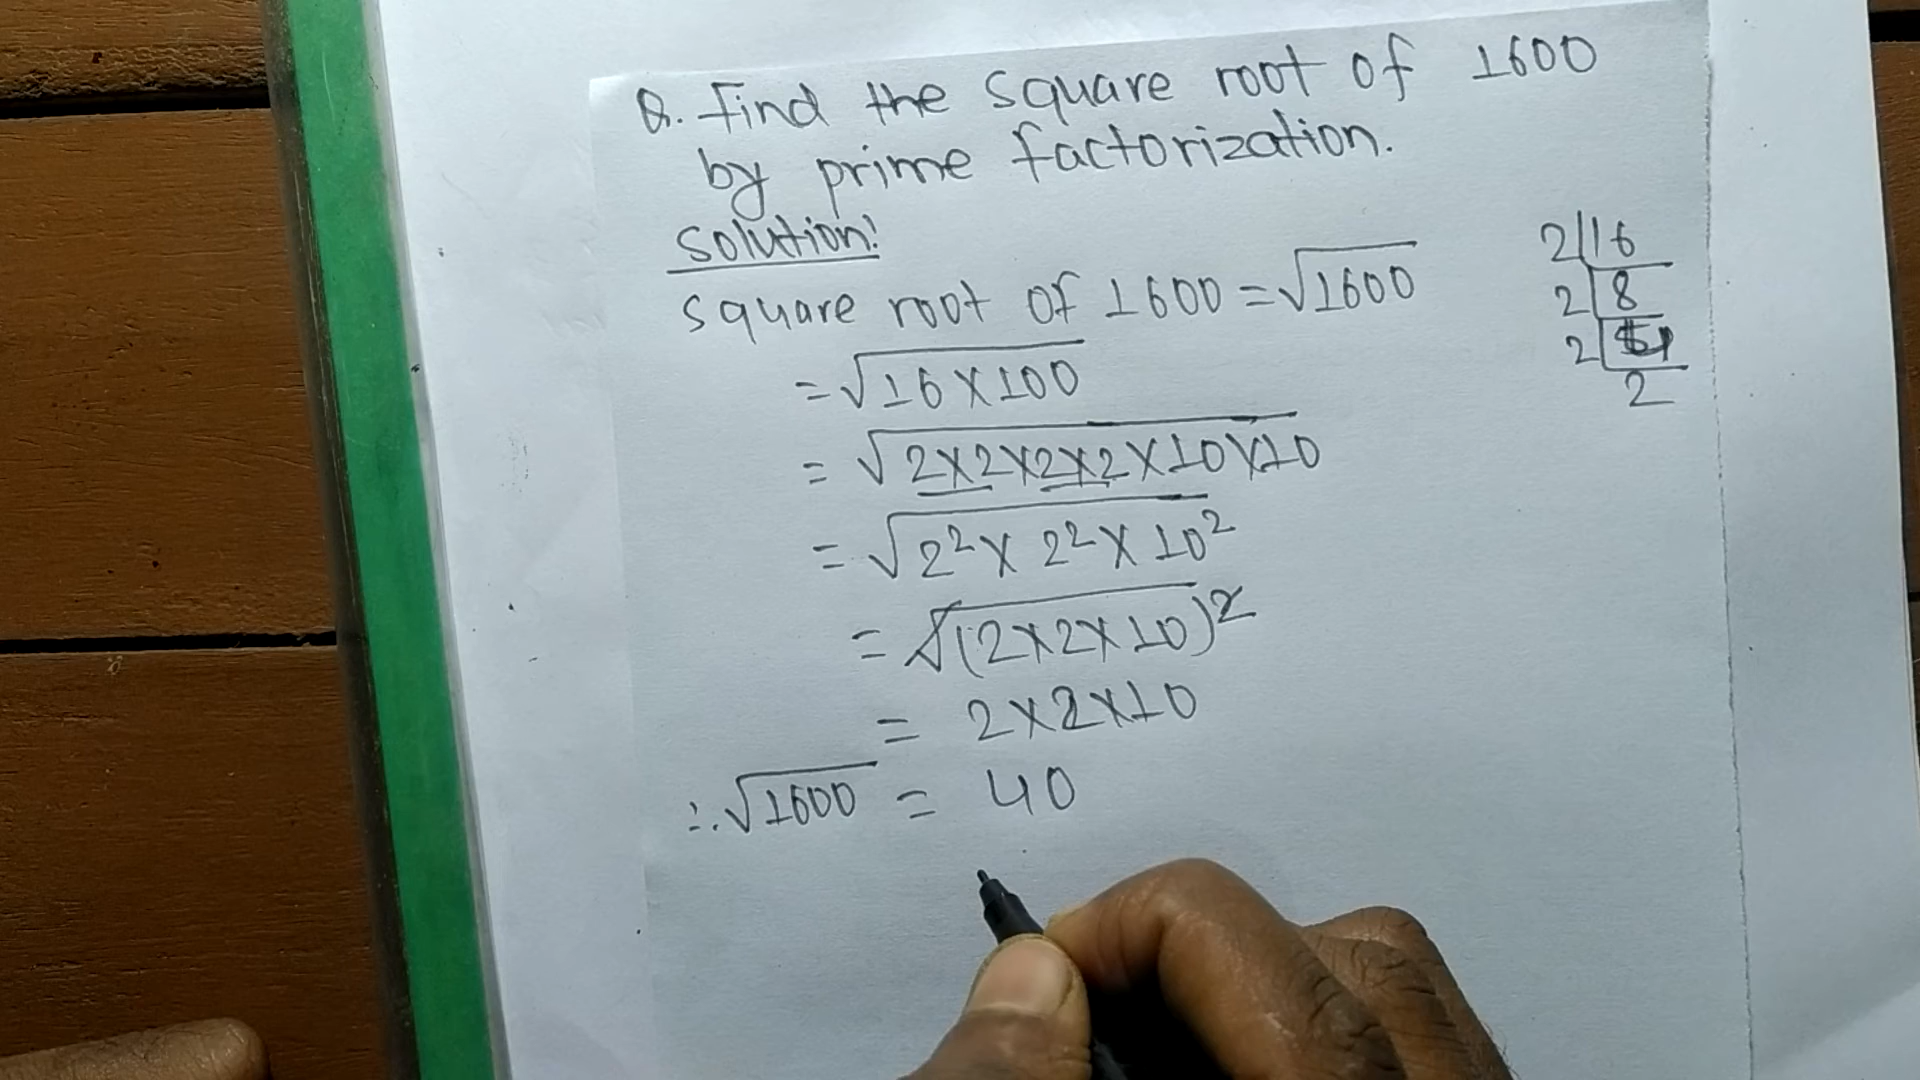 Q. Find the square root of 1600
by prime factorization.
Solution:
square root of 1600 = √1600
= √16×100
= √2×2×2×2×10×10
= √2²×2²×10²
= √(2×2×10)²
= 2×2×10
∴ √1600 = 40
2|16
2|8
2|4
2